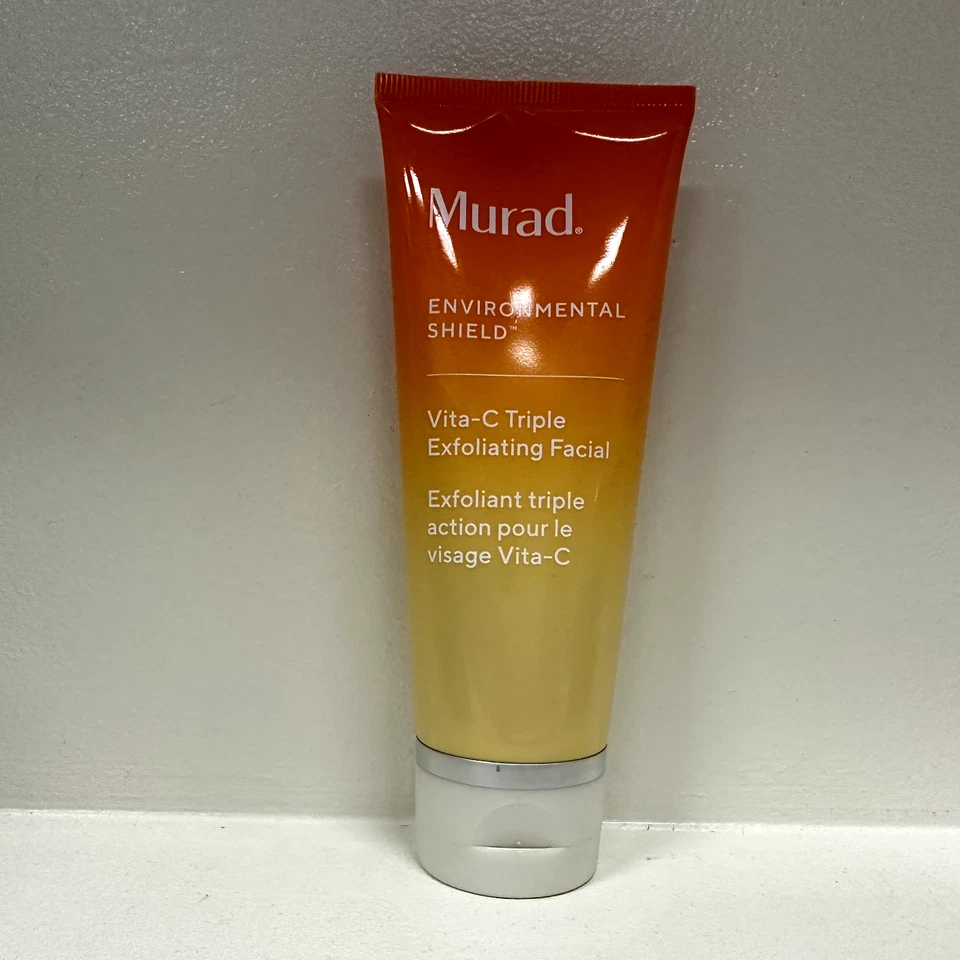 Murad®
ENVIRONMENTAL
SHIELD™
Vita-C Triple
Exfoliating Facial
Exfoliant triple
action pour le
visage Vita-C